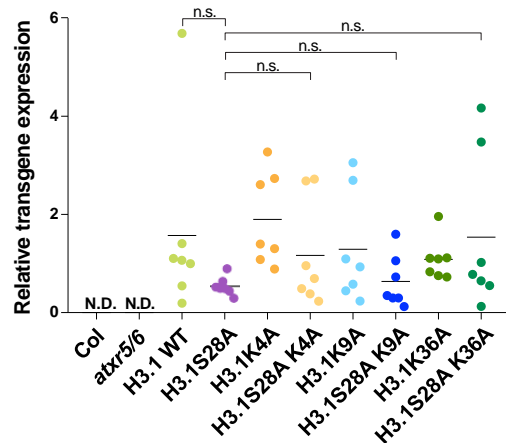 6
4
2
0
Relative transgene expression
n.s.
n.s.
n.s.
n.s.
N.D.
N.D.
Col
atxr5/6
H3.1 WT
H3.1S28A
H3.1K4A
H3.1S28A K4A
H3.1K9A
H3.1S28A K9A
H3.1K36A
H3.1S28A K36A